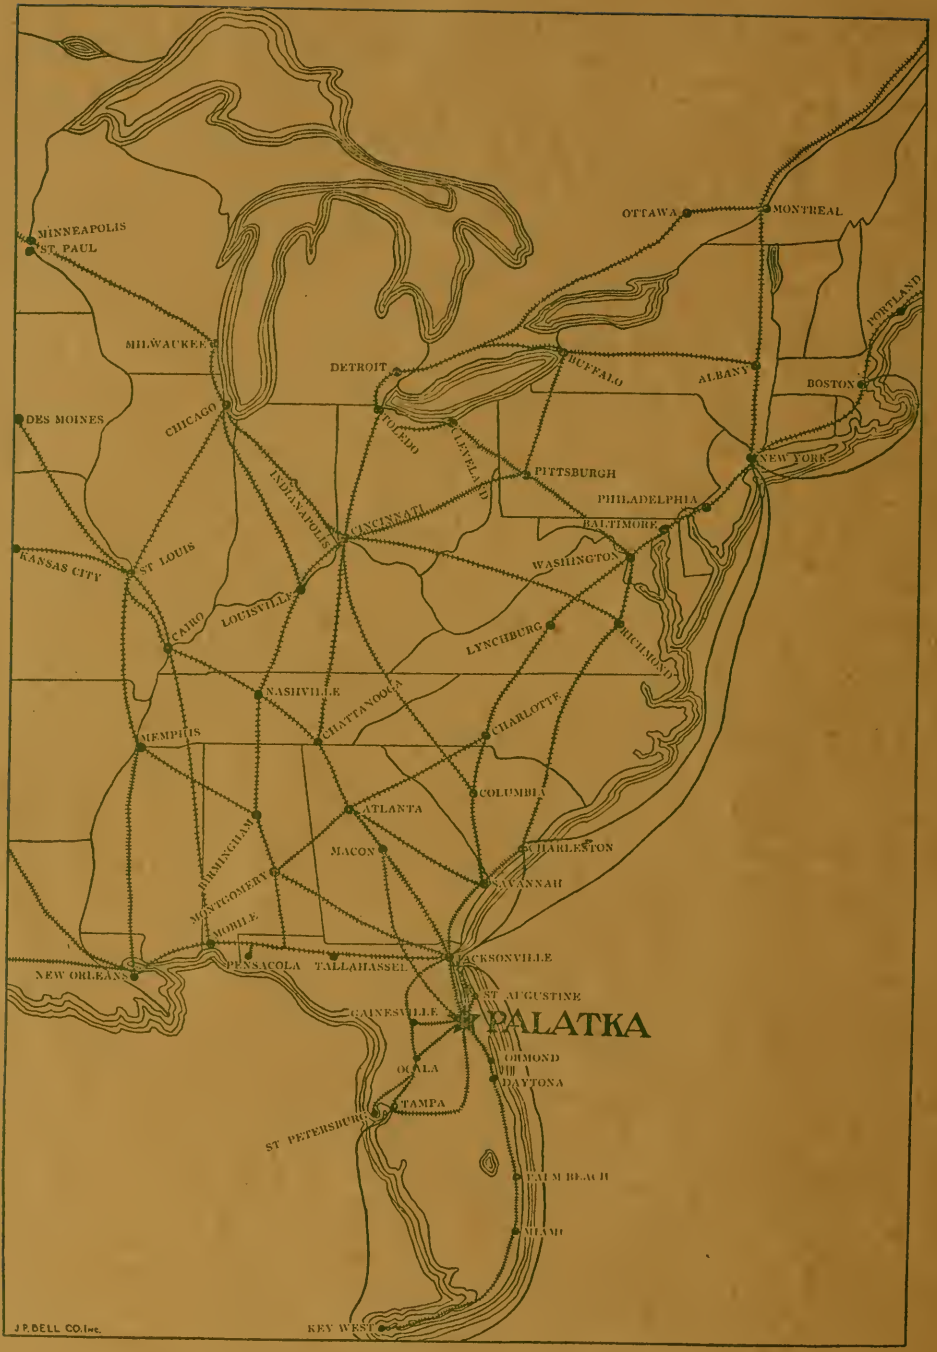 OTTAWA
MONTREAL
MINNEAPOLIS
ST. PAUL
PORTLAND
MILWAUKEE
DETROIT
BUFFALO
ALBANY
BOSTON
CHICAGO
DES MOINES
TOLEDO
CLEVELAND
NEW YORK
INDIANAPOLIS
PITTSBURGH
PHILADELPHIA
CINCINNATI
BALTIMORE
WASHINGTON
KANSAS CITY
ST LOUIS
LOUISVILLE
CAIRO
LYNCHBURG
RICHMOND
NASHVILLE
CHATTANOOGA
CHARLOTTE
MEMPHIS
COLUMBIA
ATLANTA
BIRMINGHAM
MACON
CHARLESTON
MONTGOMERY
SAVANNAH
MOBILE
PENSACOLA
TALLAHASSEE
JACKSONVILLE
NEW ORLEANS
ST AUGUSTINE
GAINESVILLE
PALATKA
OCALA
ORMOND
DAYTONA
TAMPA
ST PETERSBURG
PALM BEACH
MIAMI
KEY WEST
J.P. BELL CO. INC.